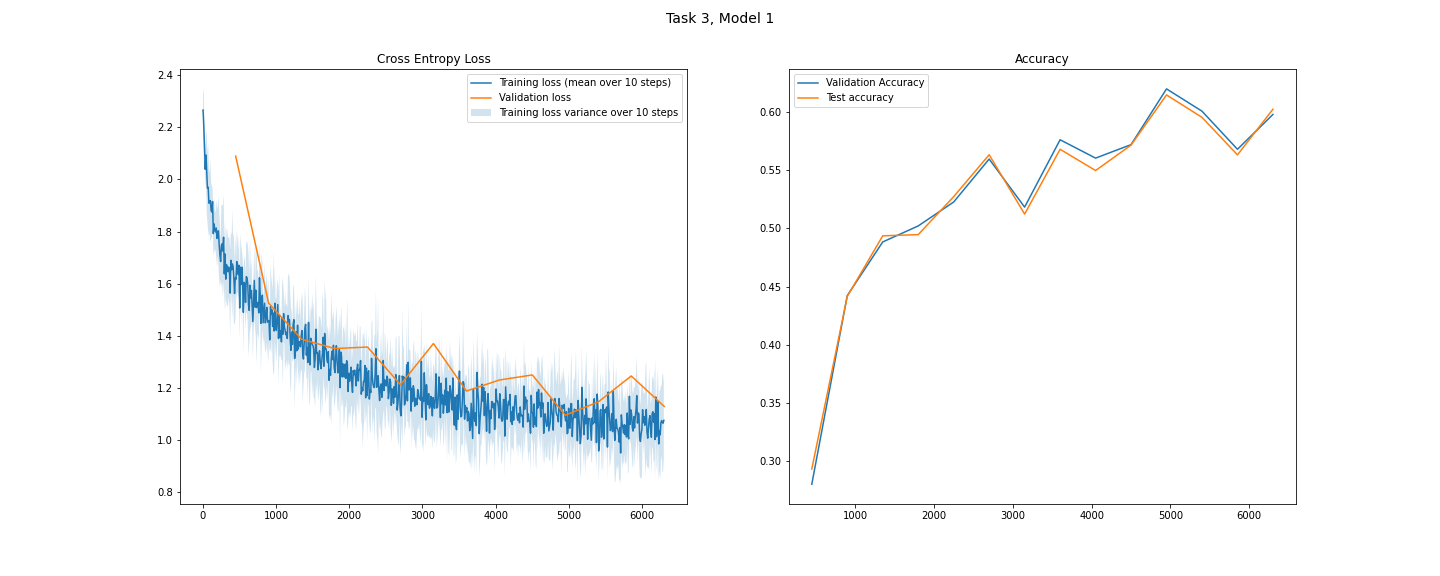 Task 3, Model 1
Cross Entropy Loss
Training loss (mean over 10 steps)
Validation loss
Training loss variance over 10 steps
2.4
2.2
2.0
1.8
1.6
1.4
1.2
1.0
0.8
0 1000 2000 3000 4000 5000 6000
Accuracy
Validation Accuracy
Test accuracy
0.60
0.55
0.50
0.45
0.40
0.35
0.30
1000 2000 3000 4000 5000 6000